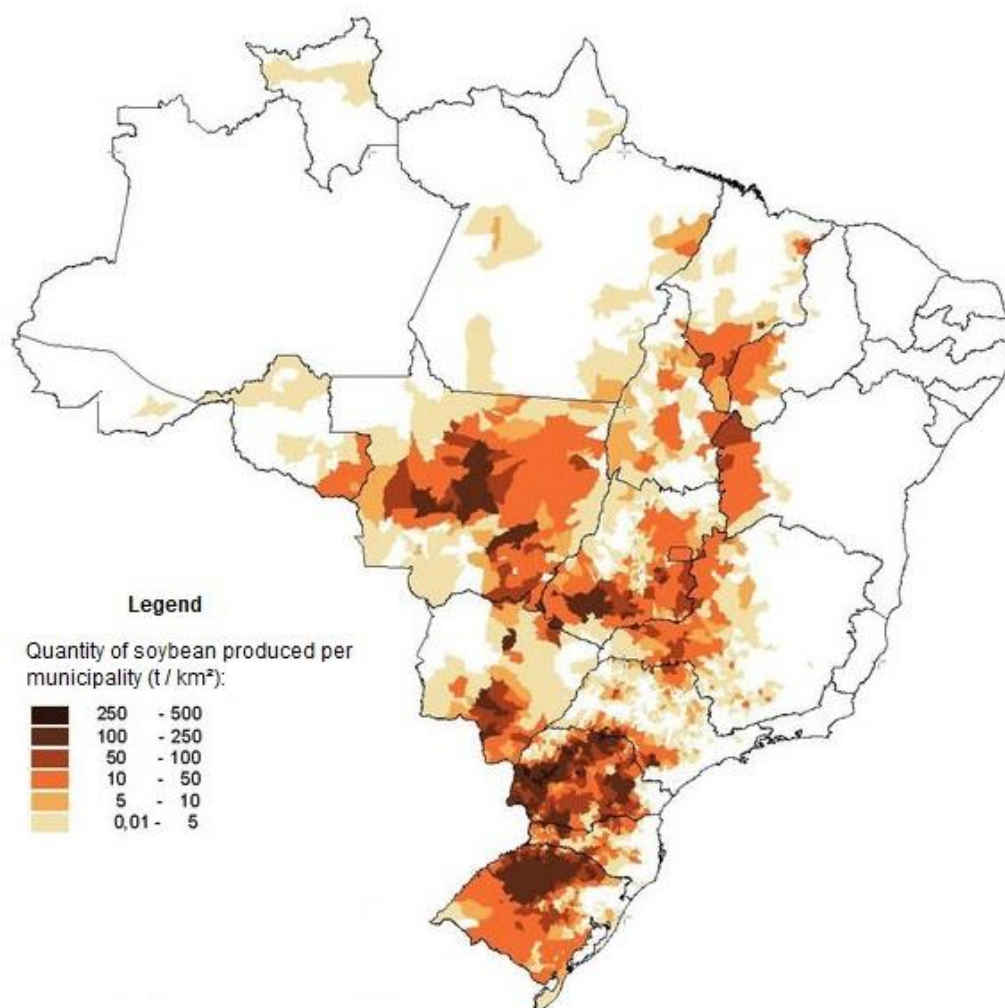 Legend
Quantity of soybean produced per
municipality (t / km²):
250 - 500
100 - 250
50 - 100
10 - 50
5 - 10
0,01 - 5